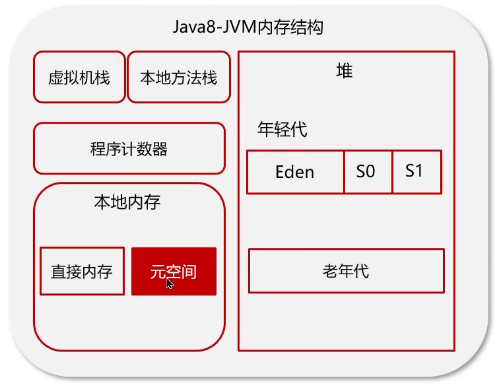 Java8-JVM内存结构
虚拟机栈
本地方法栈
程序计数器
本地内存
直接内存
元空间
堆
年轻代
Eden
S0
S1
老年代